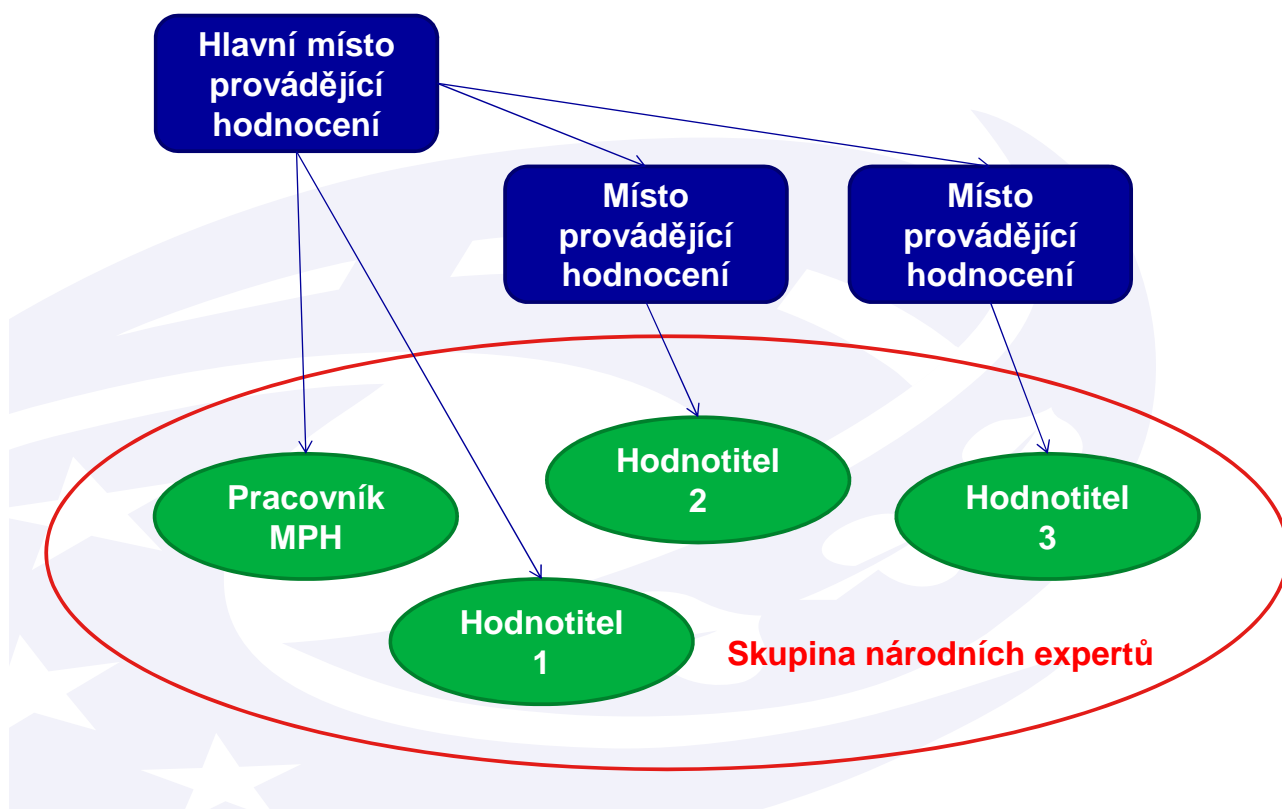 Hlavní místo
provádějící
hodnocení
Místo
provádějící
hodnocení
Místo
provádějící
hodnocení
Pracovník
MPH
Hodnotitel
1
Hodnotitel
2
Hodnotitel
3
Skupina národních expertů